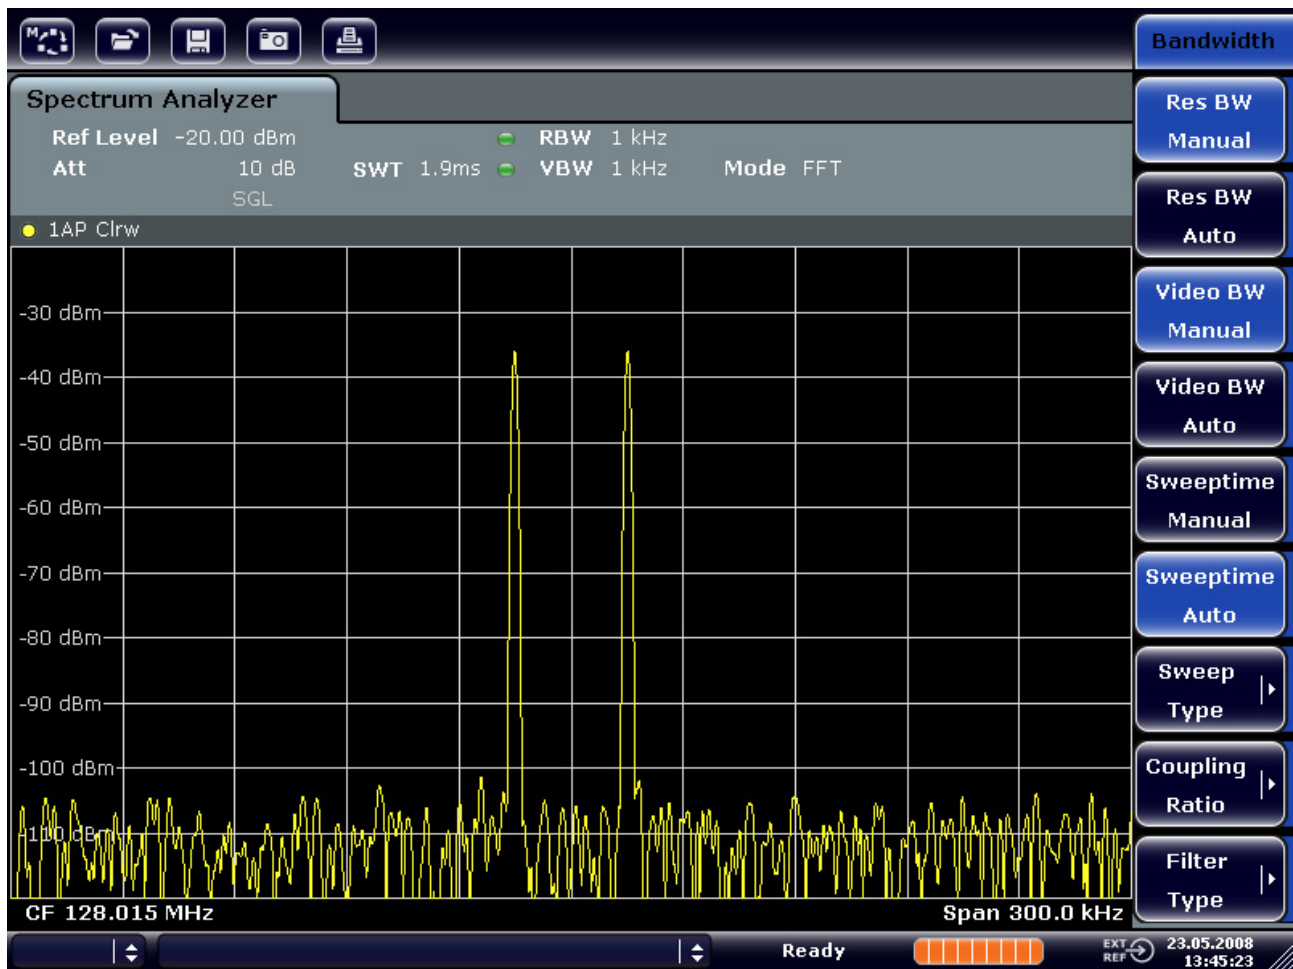 M
Bandwidth
Spectrum Analyzer
Ref Level -20.00 dBm RBW 1 kHz
Att 10 dB SWT 1.9ms VBW 1 kHz Mode FFT
SGL
1AP Clrw
-30 dBm
-40 dBm
-50 dBm
-60 dBm
-70 dBm
-80 dBm
-90 dBm
-100 dBm
-110 dBm
CF 128.015 MHz Span 300.0 kHz
Res BW
Manual
Res BW
Auto
Video BW
Manual
Video BW
Auto
Sweeptime
Manual
Sweeptime
Auto
Sweep
Type
Coupling
Ratio
Filter
Type
Ready
EXT
REF
23.05.2008
13:45:23